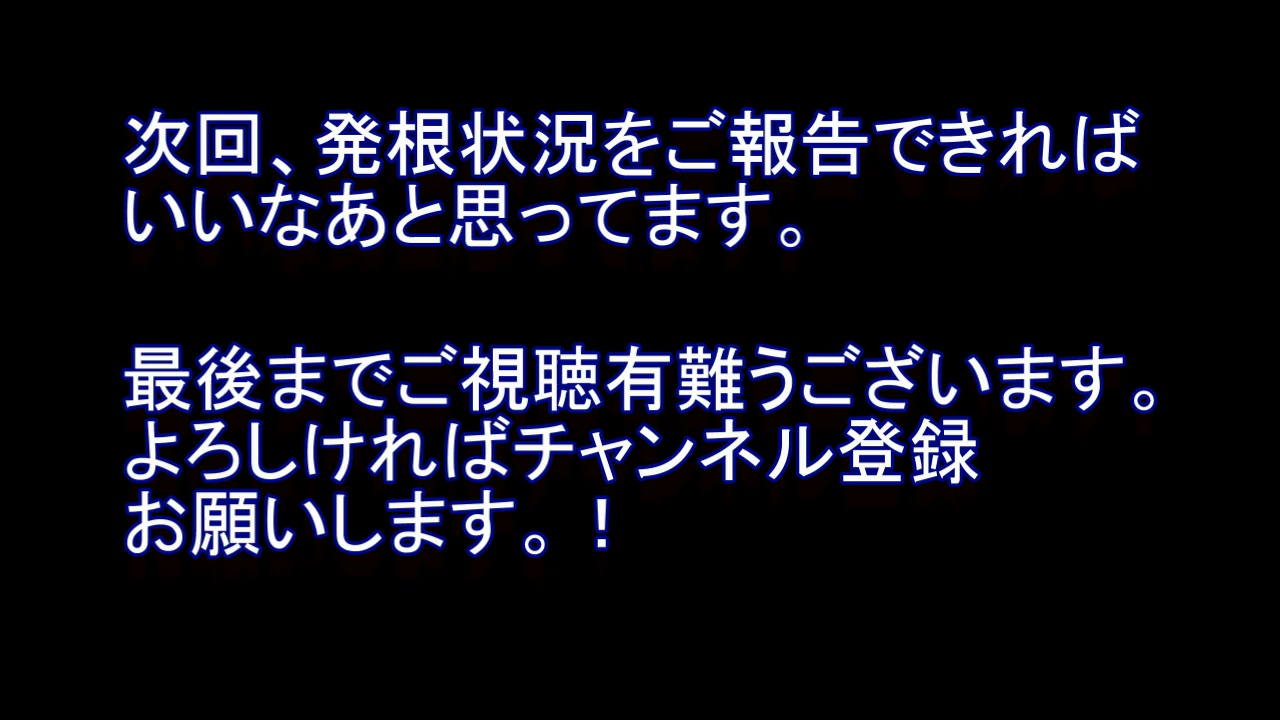 次回、発根状況をご報告できれば
いいなあと思ってます。
最後までご視聴有難うございます。
よろしければチャンネル登録
お願いします。！